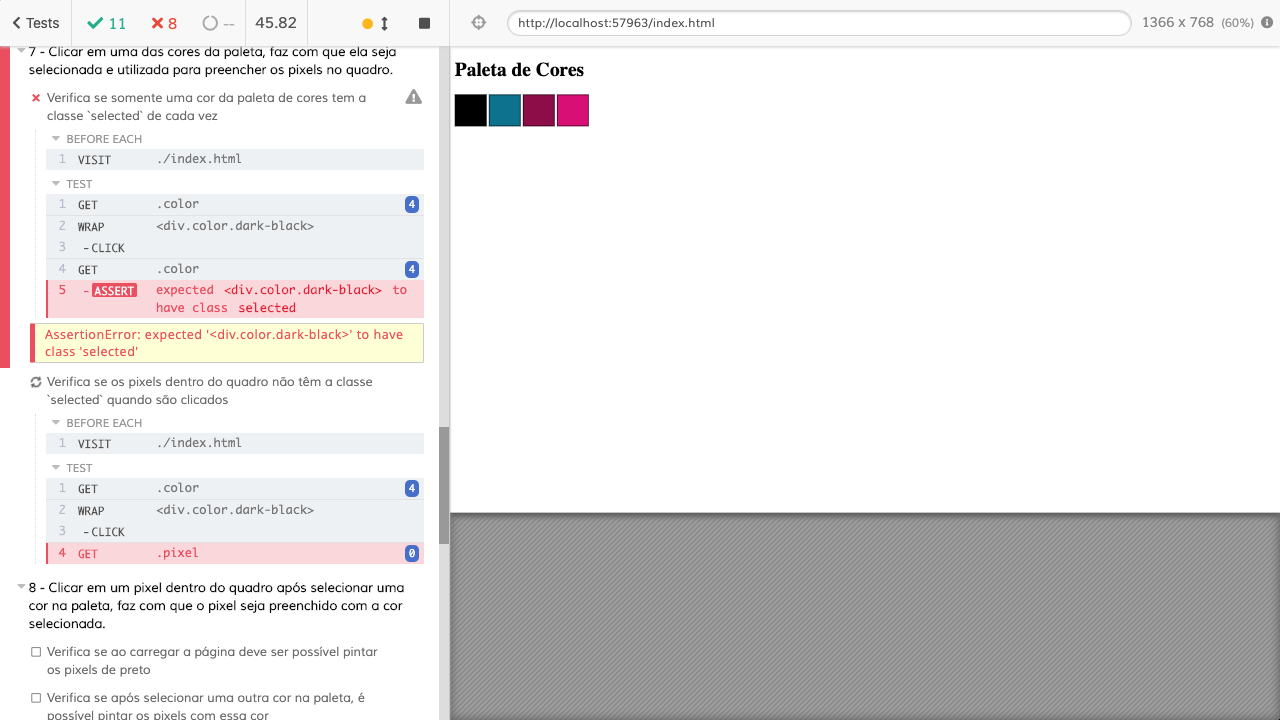 Tests 11 8 -- 45.82 http://localhost:57963/index.html 1366 x 768 (60%)
7 - Clicar em uma das cores da paleta, faz com que ela seja
selecionada e utilizada para preencher os pixels no quadro.
Verifica se somente uma cor da paleta de cores tem a
classe `selected` de cada vez
BEFORE EACH
1 VISIT ./index.html
TEST
1 GET .color 4
2 WRAP <div.color.dark-black>
3 -CLICK
4 GET .color 4
5 -ASSERT expected <div.color.dark-black> to
have class selected
AssertionError: expected '<div.color.dark-black>' to have
class 'selected'
Verifica se os pixels dentro do quadro não têm a classe
`selected` quando são clicados
BEFORE EACH
1 VISIT ./index.html
TEST
1 GET .color 4
2 WRAP <div.color.dark-black>
3 -CLICK
4 GET .pixel 0
8 - Clicar em um pixel dentro do quadro após selecionar uma
cor na paleta, faz com que o pixel seja preenchido com a cor
selecionada.
Verifica se ao carregar a página deve ser possível pintar
os pixels de preto
Verifica se após selecionar uma outra cor na paleta, é
possível pintar os pixels com essa cor
Paleta de Cores